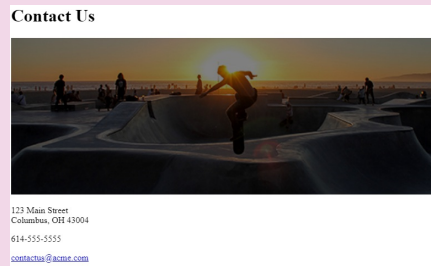 Contact Us
123 Main Street
Columbus, OH 43004
614-555-5555
contactus@acme.com